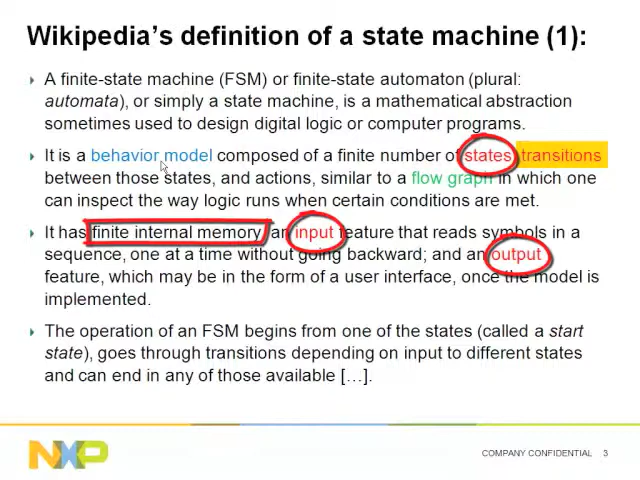 Wikipedia's definition of a state machine (1):
A finite-state machine (FSM) or finite-state automaton (plural:
automata), or simply a state machine, is a mathematical abstraction
sometimes used to design digital logic or computer programs.
It is a behavior model composed of a finite number of states, transitions
between those states, and actions, similar to a flow graph in which one
can inspect the way logic runs when certain conditions are met.
It has finite internal memory, an input feature that reads symbols in a
sequence, one at a time without going backward; and an output
feature, which may be in the form of a user interface, once the model is
implemented.
The operation of an FSM begins from one of the states (called a start
state), goes through transitions depending on input to different states
and can end in any of those available […].
NXP
COMPANY CONFIDENTIAL 3